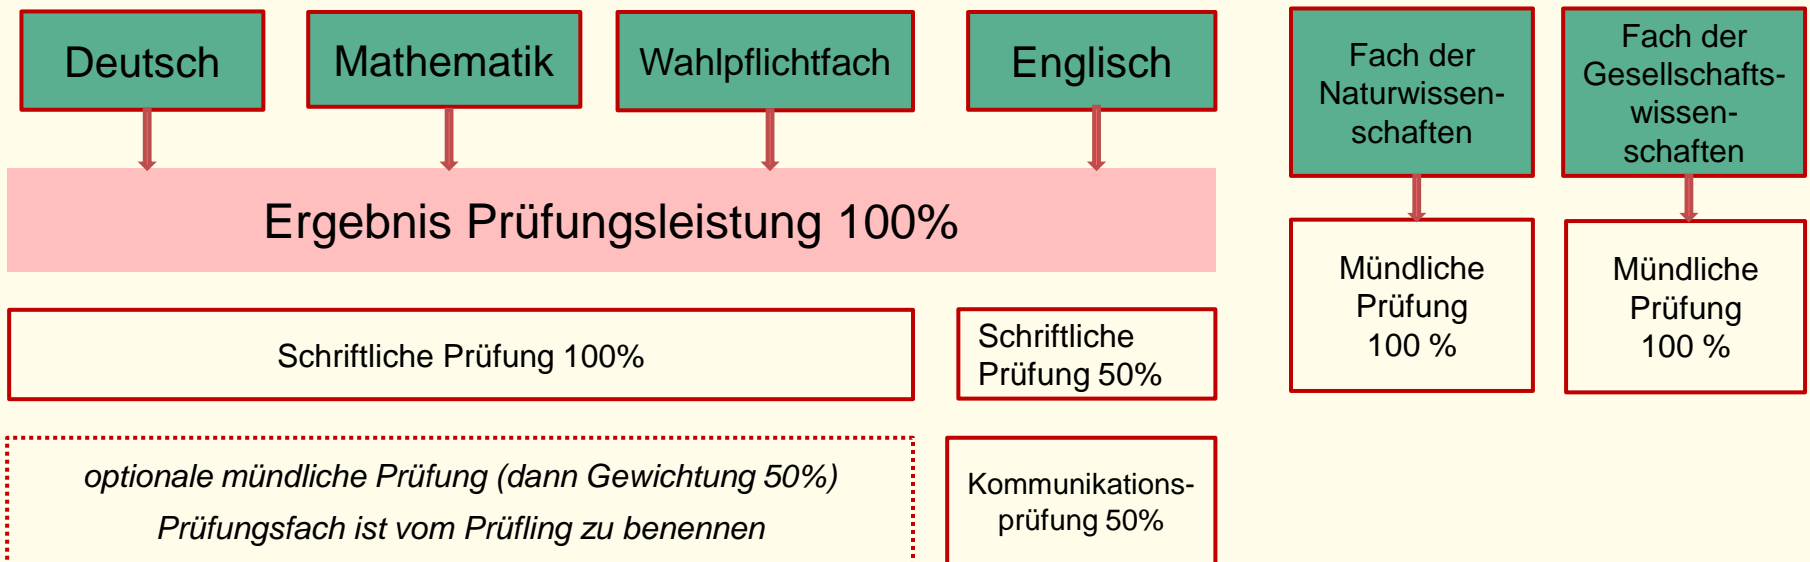 Deutsch
Mathematik
Wahlpflichtfach
Englisch
Fach der
Naturwissen-
schaften
Fach der
Gesellschafts-
wissen-
schaften
Ergebnis Prüfungsleistung 100%
Mündliche
Prüfung
100 %
Mündliche
Prüfung
100 %
Schriftliche Prüfung 100%
Schriftliche
Prüfung 50%
optionale mündliche Prüfung (dann Gewichtung 50%)
Prüfungsfach ist vom Prüfling zu benennen
Kommunikations-
prüfung 50%